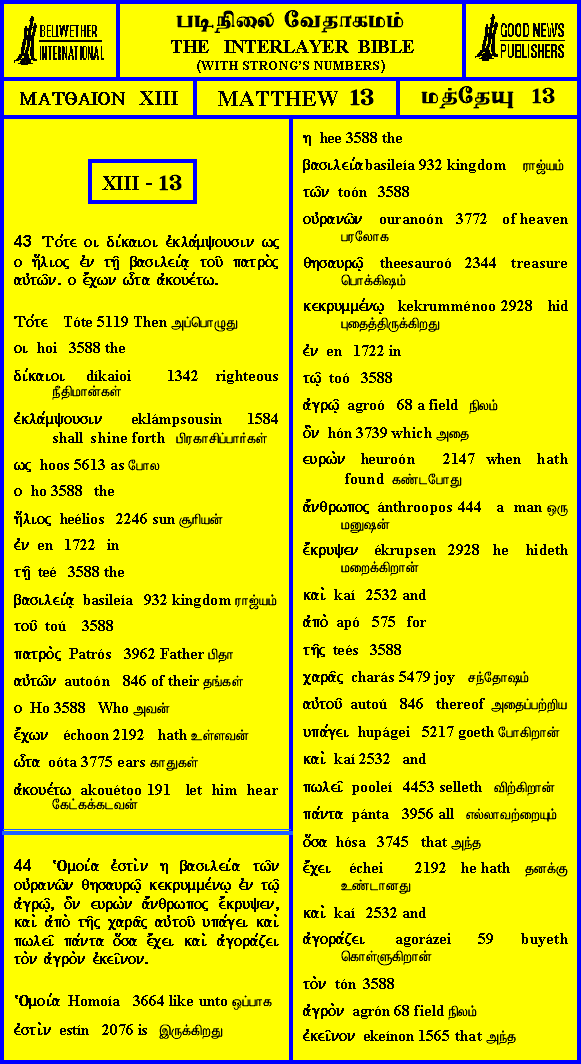 BELLWETHER
INTERNATIONAL
படிநிலை வேதாகமம்
THE INTERLAYER BIBLE
(WITH STRONG'S NUMBERS)
GOOD NEWS
PUBLISHERS
ΜΑΤΘΑΙΟΝ XIII
MATTHEW 13
மத்தேயு 13
XIII - 13
43 Τότε οι δίκαιοι ἐκλάμψουσιν ως
ο ἥλιος ἐν τῇ βασιλείᾳ τοῦ πατρὸς
αὐτῶν. ο ἔχων ὦτα ἀκουέτω.
Τότε Tóte 5119 Then அப்பொழுது
οι hoi 3588 the
δίκαιοι díkaioi 1342 righteous
நீதிமான்கள்
ἐκλάμψουσιν eklámpsousin 1584
shall shine forth பிரகாசிப்பார்கள்
ως hoos 5613 as போல
ο ho 3588 the
ἥλιος heélios 2246 sun சூரியன்
ἐν en 1722 in
τῇ teé 3588 the
βασιλείᾳ basileía 932 kingdom ராஜ்யம்
τοῦ toú 3588
πατρὸς Patrós 3962 Father பிதா
αὐτῶν autoón 846 of their தங்கள்
ο Ho 3588 Who அவன்
ἔχων échoon 2192 hath உள்ளவன்
ὦτα oóta 3775 ears காதுகள்
ἀκουέτω akouétoo 191 let him hear
கேட்கக்கடவன்
44 Ὁμοία ἐστὶν η βασιλεία τῶν
οὐρανῶν θησαυρῷ κεκρυμμένῳ ἐν τῷ
ἀγρῷ, ὃν ευρὼν ἄνθρωπος ἔκρυψεν,
καὶ ἀπὸ τῆς χαρᾶς αὐτοῦ υπάγει καὶ
πωλεῖ πάντα ὅσα ἔχει καὶ ἀγοράζει
τὸν ἀγρὸν ἐκεῖνον.
Ὁμοία Homoía 3664 like unto ஒப்பாக
ἐστὶν estín 2076 is இருக்கிறது
η hee 3588 the
βασιλεία basileía 932 kingdom ராஜ்யம்
τῶν toón 3588
οὐρανῶν ouranoón 3772 of heaven
பரலோக
θησαυρῷ theesauroó 2344 treasure
பொக்கிஷம்
κεκρυμμένῳ kekrumménoo 2928 hid
புதைத்திருக்கிறது
ἐν en 1722 in
τῷ toó 3588
ἀγρῷ agroó 68 a field நிலம்
ὃν hón 3739 which அதை
ευρὼν heuroón 2147 when hath
found கண்டபோது
ἄνθρωπος ánthroopos 444 a man ஒரு
மனுஷன்
ἔκρυψεν ékrupsen 2928 he hideth
மறைக்கிறான்
καὶ kaí 2532 and
ἀπὸ apó 575 for
τῆς teés 3588
χαρᾶς charás 5479 joy சந்தோஷம்
αὐτοῦ autoú 846 thereof அதைப்பற்றிய
υπάγει hupágei 5217 goeth போகிறான்
καὶ kaí 2532 and
πωλεῖ pooleí 4453 selleth விற்கிறான்
πάντα pánta 3956 all எல்லாவற்றையும்
ὅσα hósa 3745 that அந்த
ἔχει échei 2192 he hath தனக்கு
உண்டானது
καὶ kaí 2532 and
ἀγοράζει agorázei 59 buyeth
கொள்ளுகிறான்
τὸν tón 3588
ἀγρὸν agrón 68 field நிலம்
ἐκεῖνον ekeínon 1565 that அந்த